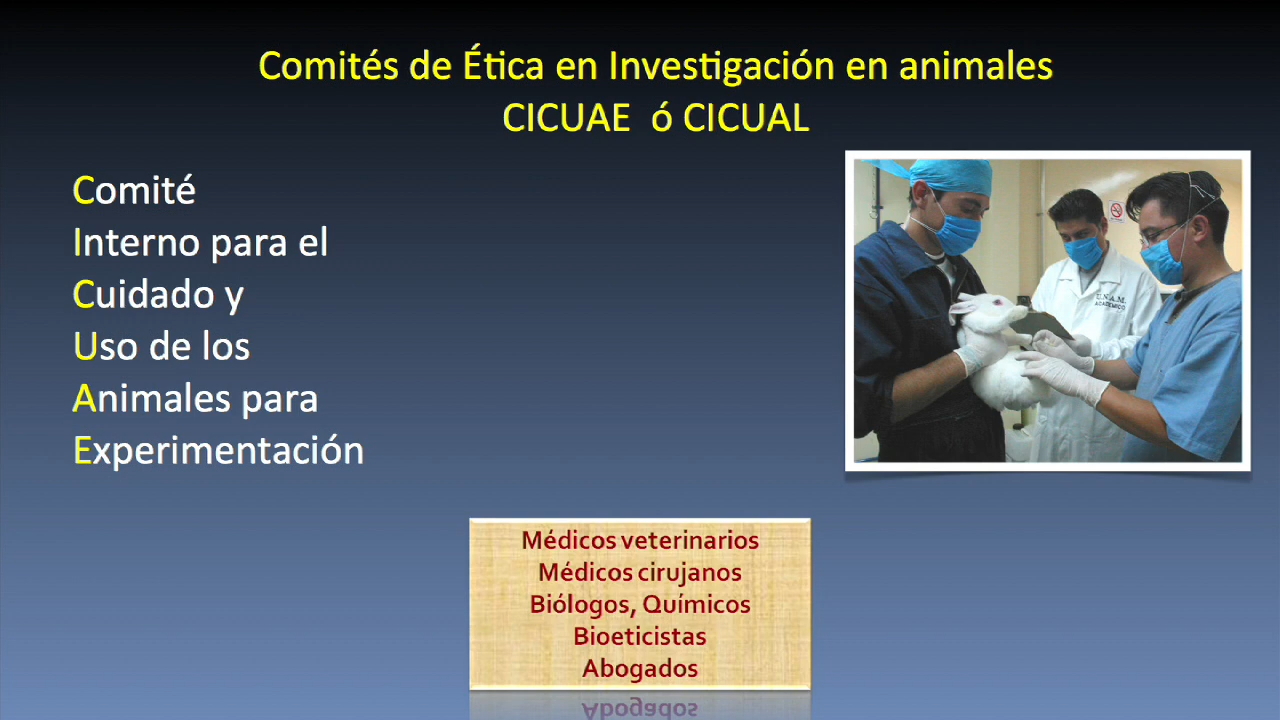 Comités de Ética en Investigación en animales
CICUAE ó CICUAL
Comité
Interno para el
Cuidado y
Uso de los
Animales para
Experimentación
U.N.A.M.
ACADEMICO
Médicos veterinarios
Médicos cirujanos
Biólogos, Químicos
Bioeticistas
Abogados